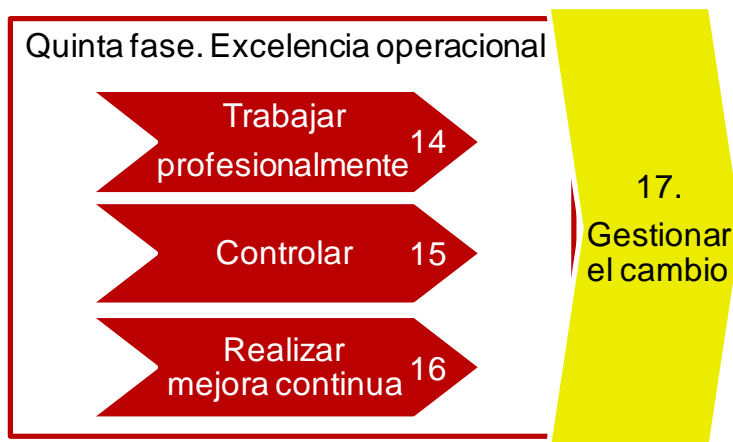 Quinta fase. Excelencia operacional
Trabajar
profesionalmente
14
Controlar
15
Realizar
mejora continua
16
17.
Gestionar
el cambio